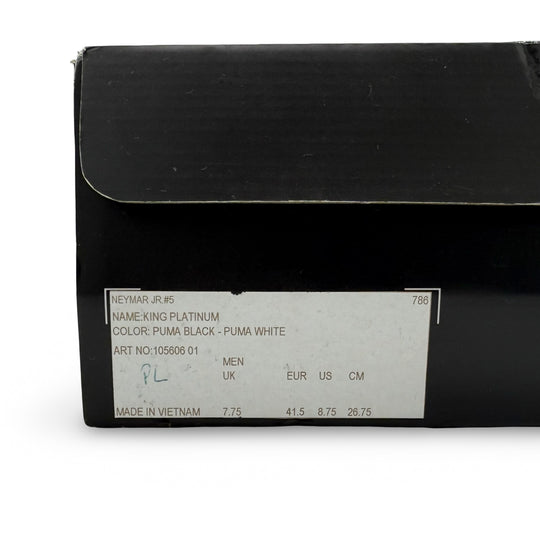 NEYMAR JR.#5 786
NAME:KING PLATINUM
COLOR: PUMA BLACK - PUMA WHITE
ART NO:105606 01
MEN
PL UK EUR US CM
MADE IN VIETNAM 7.75 41.5 8.75 26.75